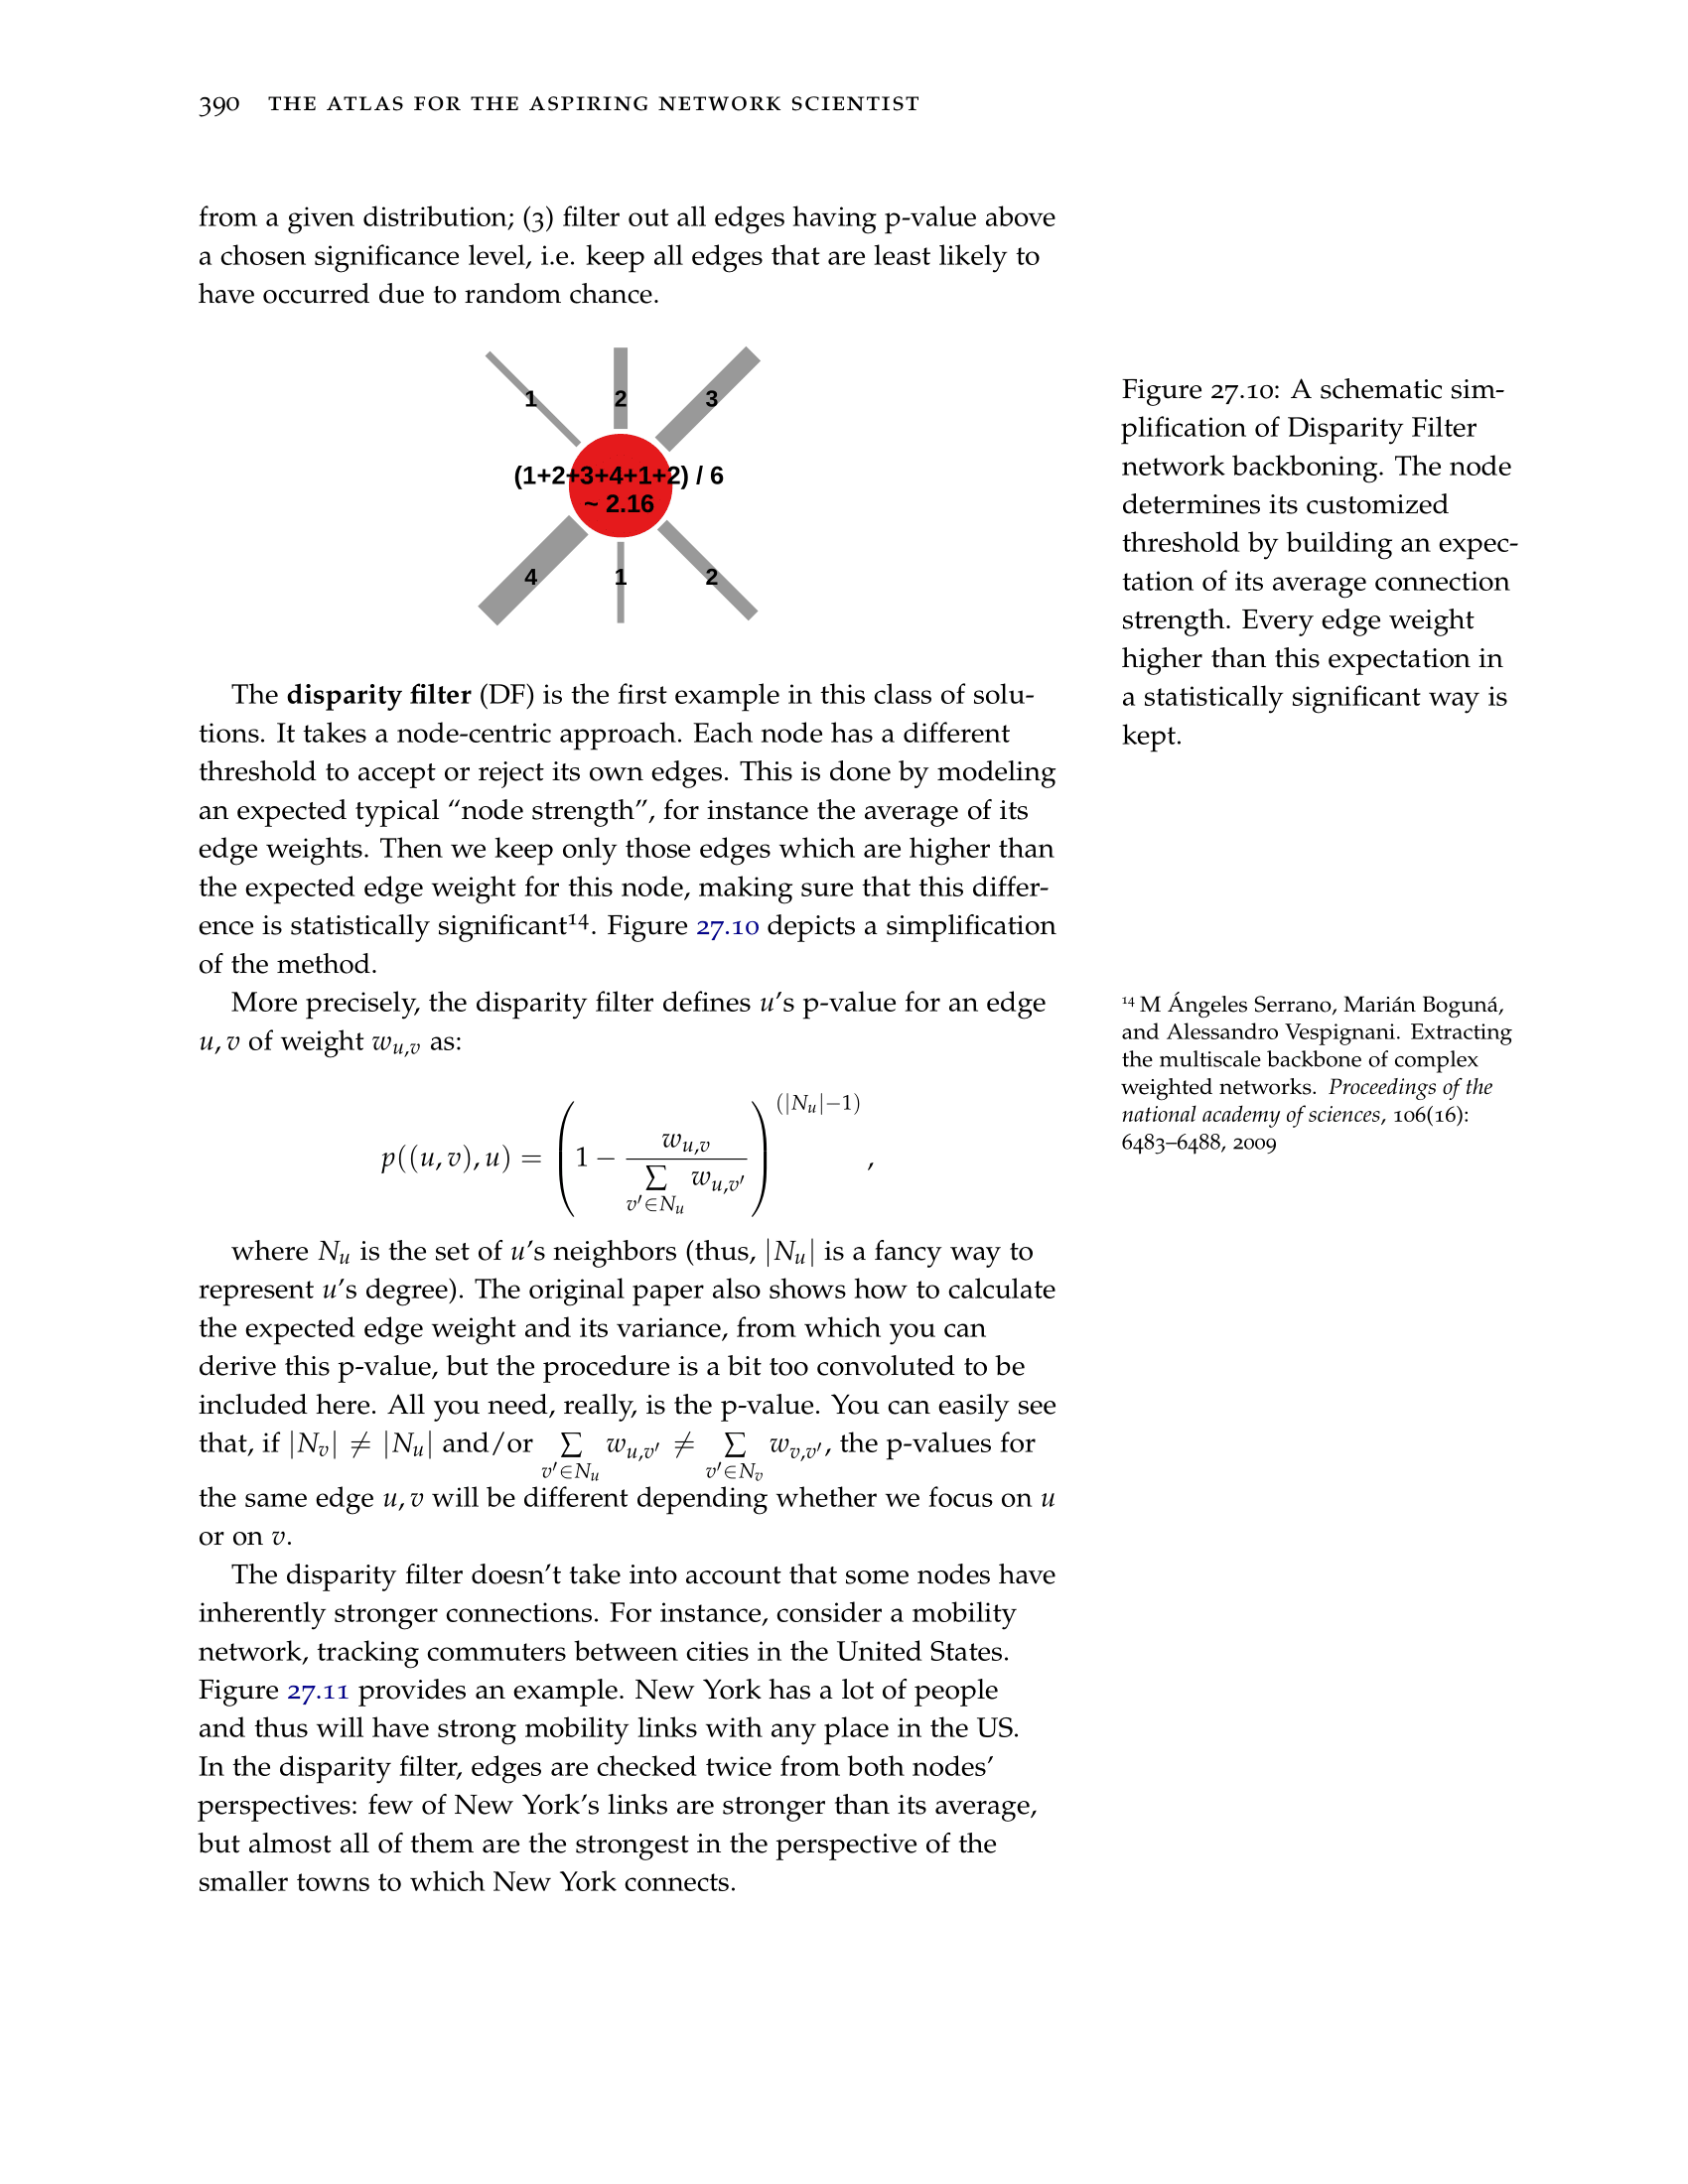 390 THE ATLAS FOR THE ASPIRING NETWORK SCIENTIST
from a given distribution; (3) filter out all edges having p-value above
a chosen significance level, i.e. keep all edges that are least likely to
have occurred due to random chance.
1 2 3
(1+2+3+4+1+2) / 6
~ 2.16
4 1 2
Figure 27.10: A schematic sim-
plification of Disparity Filter
network backboning. The node
determines its customized
threshold by building an expec-
tation of its average connection
strength. Every edge weight
higher than this expectation in
a statistically significant way is
kept.
The disparity filter (DF) is the first example in this class of solu-
tions. It takes a node-centric approach. Each node has a different
threshold to accept or reject its own edges. This is done by modeling
an expected typical “node strength”, for instance the average of its
edge weights. Then we keep only those edges which are higher than
the expected edge weight for this node, making sure that this differ-
ence is statistically significant¹⁴. Figure 27.10 depicts a simplification
of the method.
More precisely, the disparity filter defines u’s p-value for an edge
u, v of weight w_{u,v} as:
¹⁴ M Ángeles Serrano, Marián Boguná,
and Alessandro Vespignani. Extracting
the multiscale backbone of complex
weighted networks. Proceedings of the
national academy of sciences, 106(16):
6483–6488, 2009
p((u, v), u) = (1 − w_{u,v} / ∑_{v′∈N_u} w_{u,v′})^{(|N_u|−1)},
where N_u is the set of u’s neighbors (thus, |N_u| is a fancy way to
represent u’s degree). The original paper also shows how to calculate
the expected edge weight and its variance, from which you can
derive this p-value, but the procedure is a bit too convoluted to be
included here. All you need, really, is the p-value. You can easily see
that, if |N_v| ≠ |N_u| and/or ∑_{v′∈N_u} w_{u,v′} ≠ ∑_{v′∈N_v} w_{v,v′}, the p-values for
the same edge u, v will be different depending whether we focus on u
or on v.
The disparity filter doesn’t take into account that some nodes have
inherently stronger connections. For instance, consider a mobility
network, tracking commuters between cities in the United States.
Figure 27.11 provides an example. New York has a lot of people
and thus will have strong mobility links with any place in the US.
In the disparity filter, edges are checked twice from both nodes’
perspectives: few of New York’s links are stronger than its average,
but almost all of them are the strongest in the perspective of the
smaller towns to which New York connects.